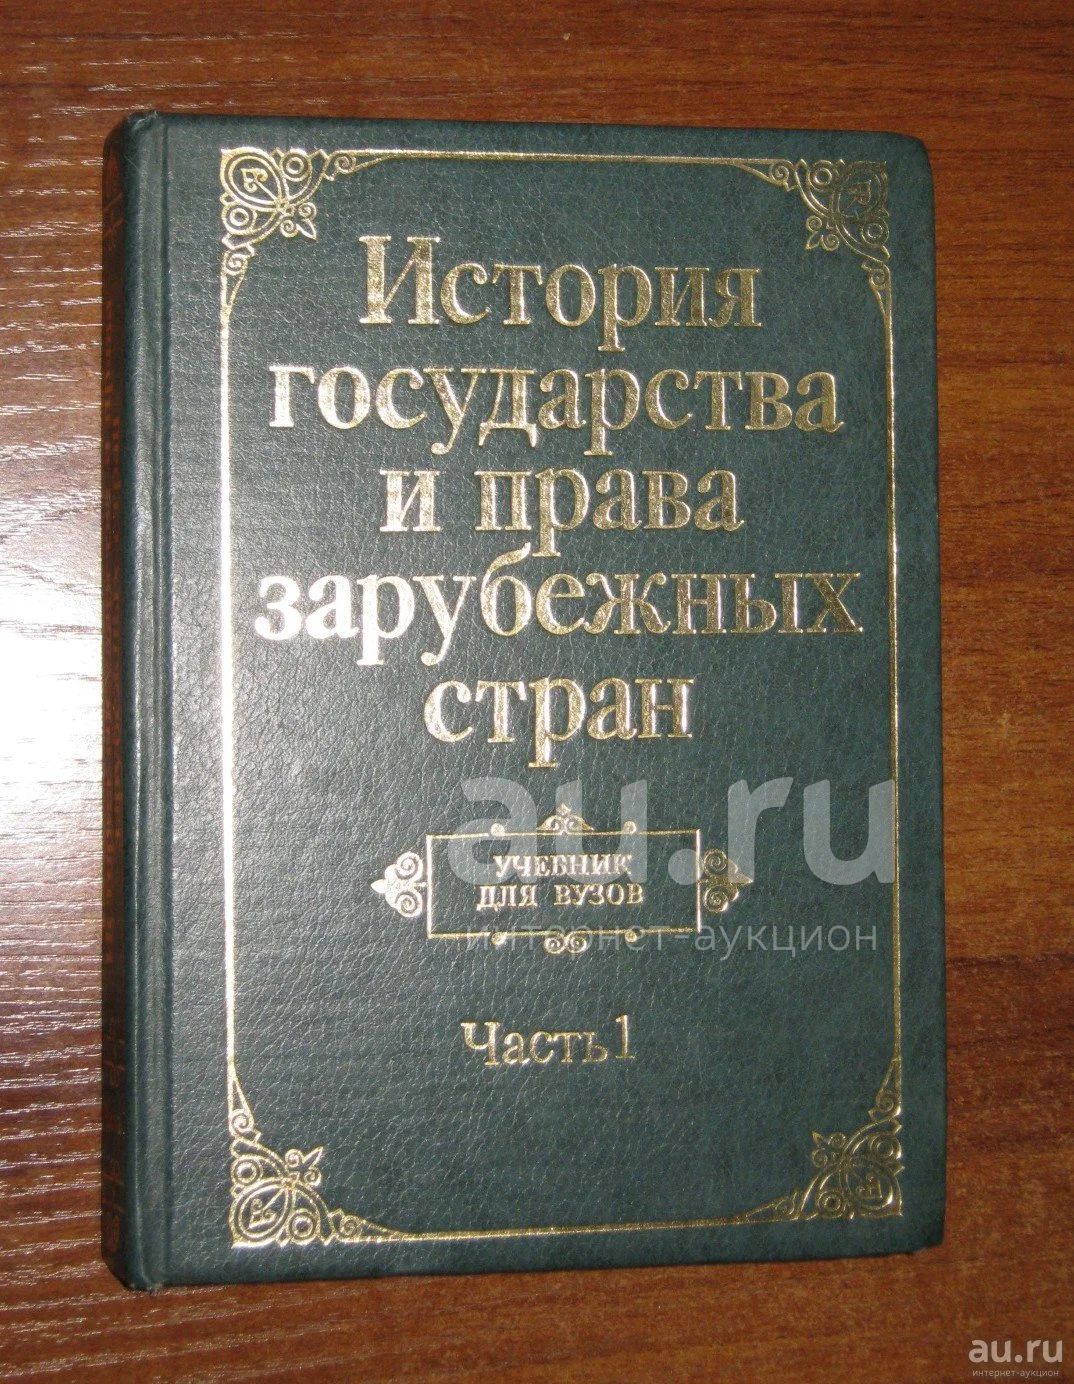 История
государства
и права
зарубежных
стран
УЧЕБНИК
ДЛЯ ВУЗОВ
Часть 1
au.ru
интернет-аукцион
au.ru
интернет-аукцион